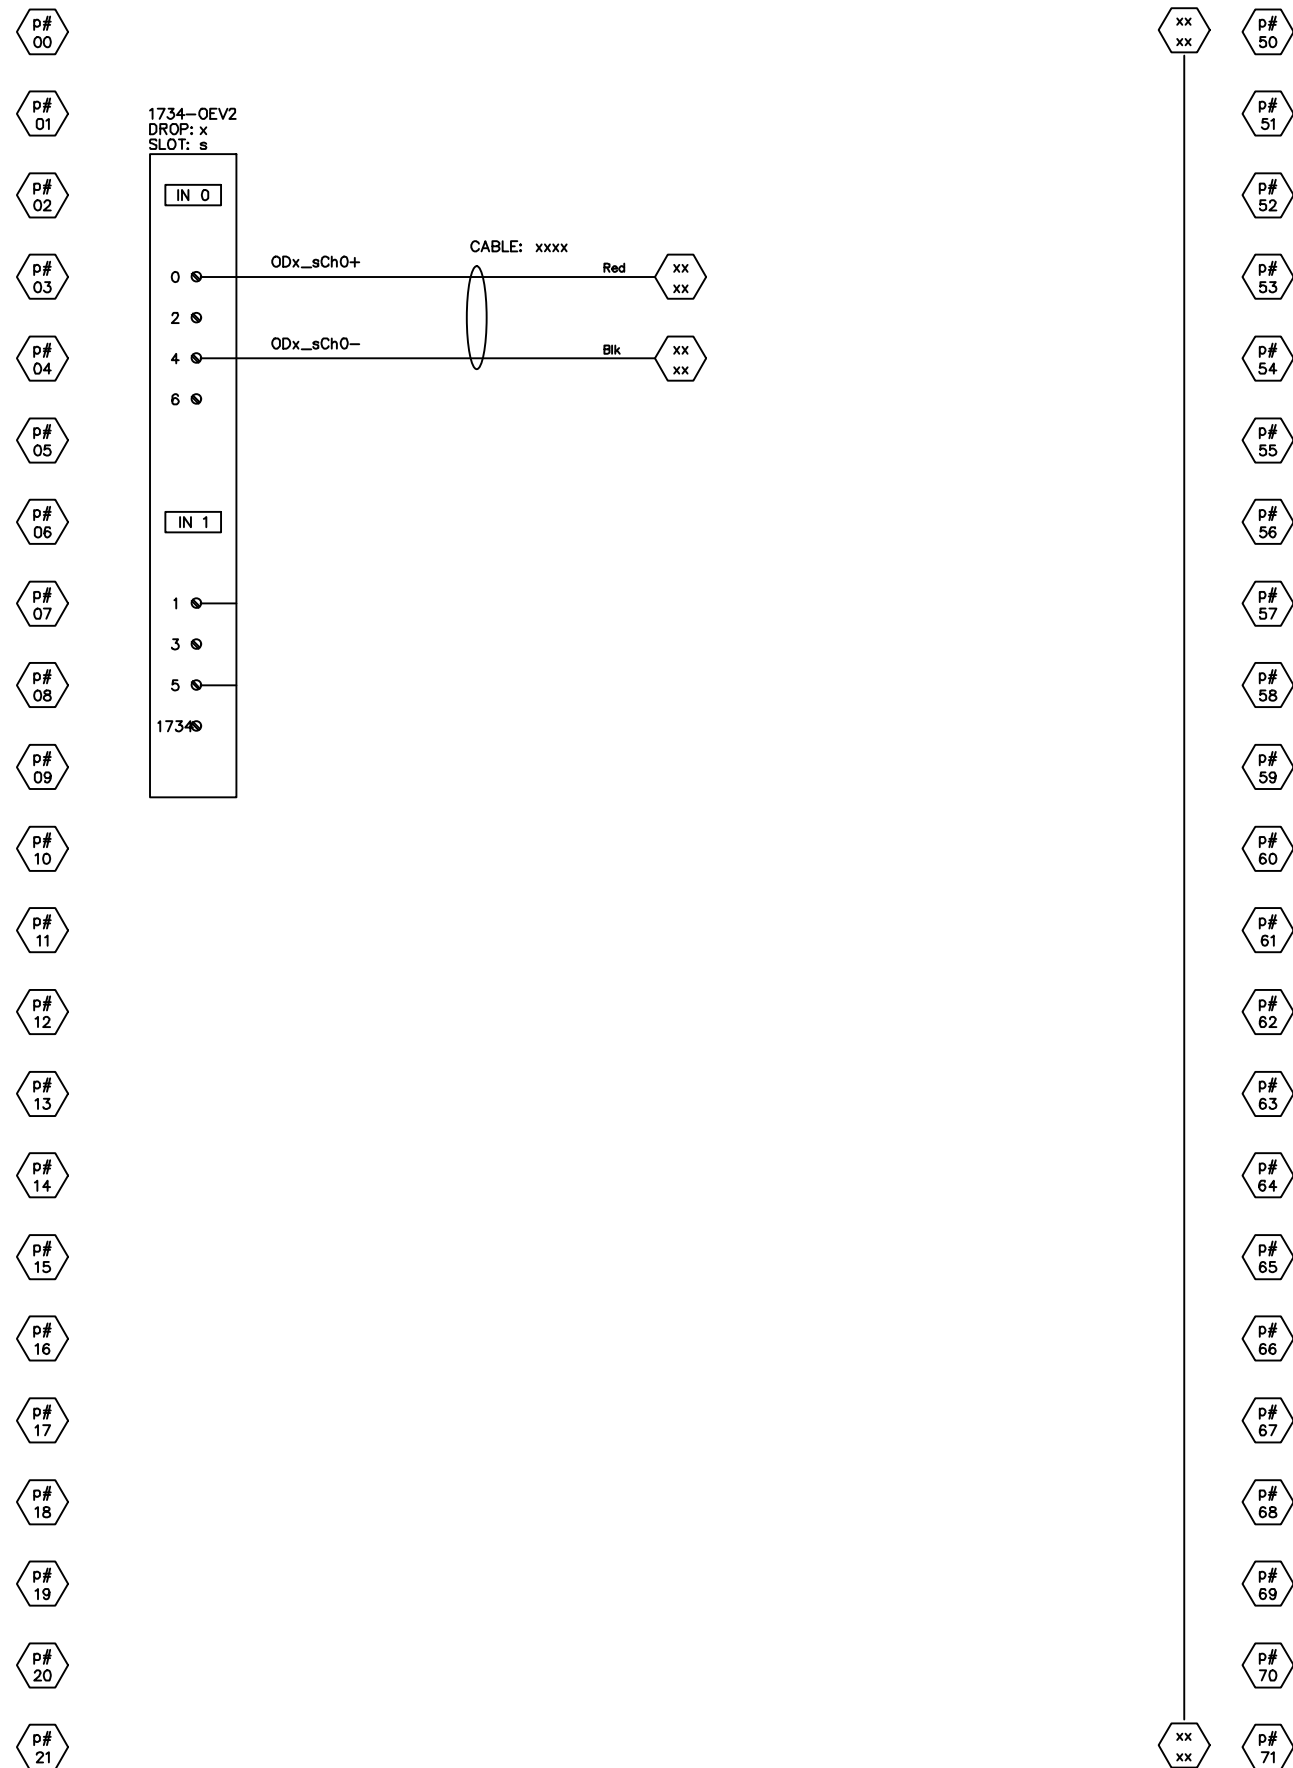 p#
00
p#
01
p#
02
p#
03
p#
04
p#
05
p#
06
p#
07
p#
08
p#
09
p#
10
p#
11
p#
12
p#
13
p#
14
p#
15
p#
16
p#
17
p#
18
p#
19
p#
20
p#
21
1734-OEV2
DROP: x
SLOT: s
IN 0
0
2
4
6
IN 1
1
3
5
1734
ODx_sCh0+
ODx_sCh0-
CABLE: xxxx
Red
Blk
xx
xx
xx
xx
xx
xx
xx
xx
p#
50
p#
51
p#
52
p#
53
p#
54
p#
55
p#
56
p#
57
p#
58
p#
59
p#
60
p#
61
p#
62
p#
63
p#
64
p#
65
p#
66
p#
67
p#
68
p#
69
p#
70
p#
71